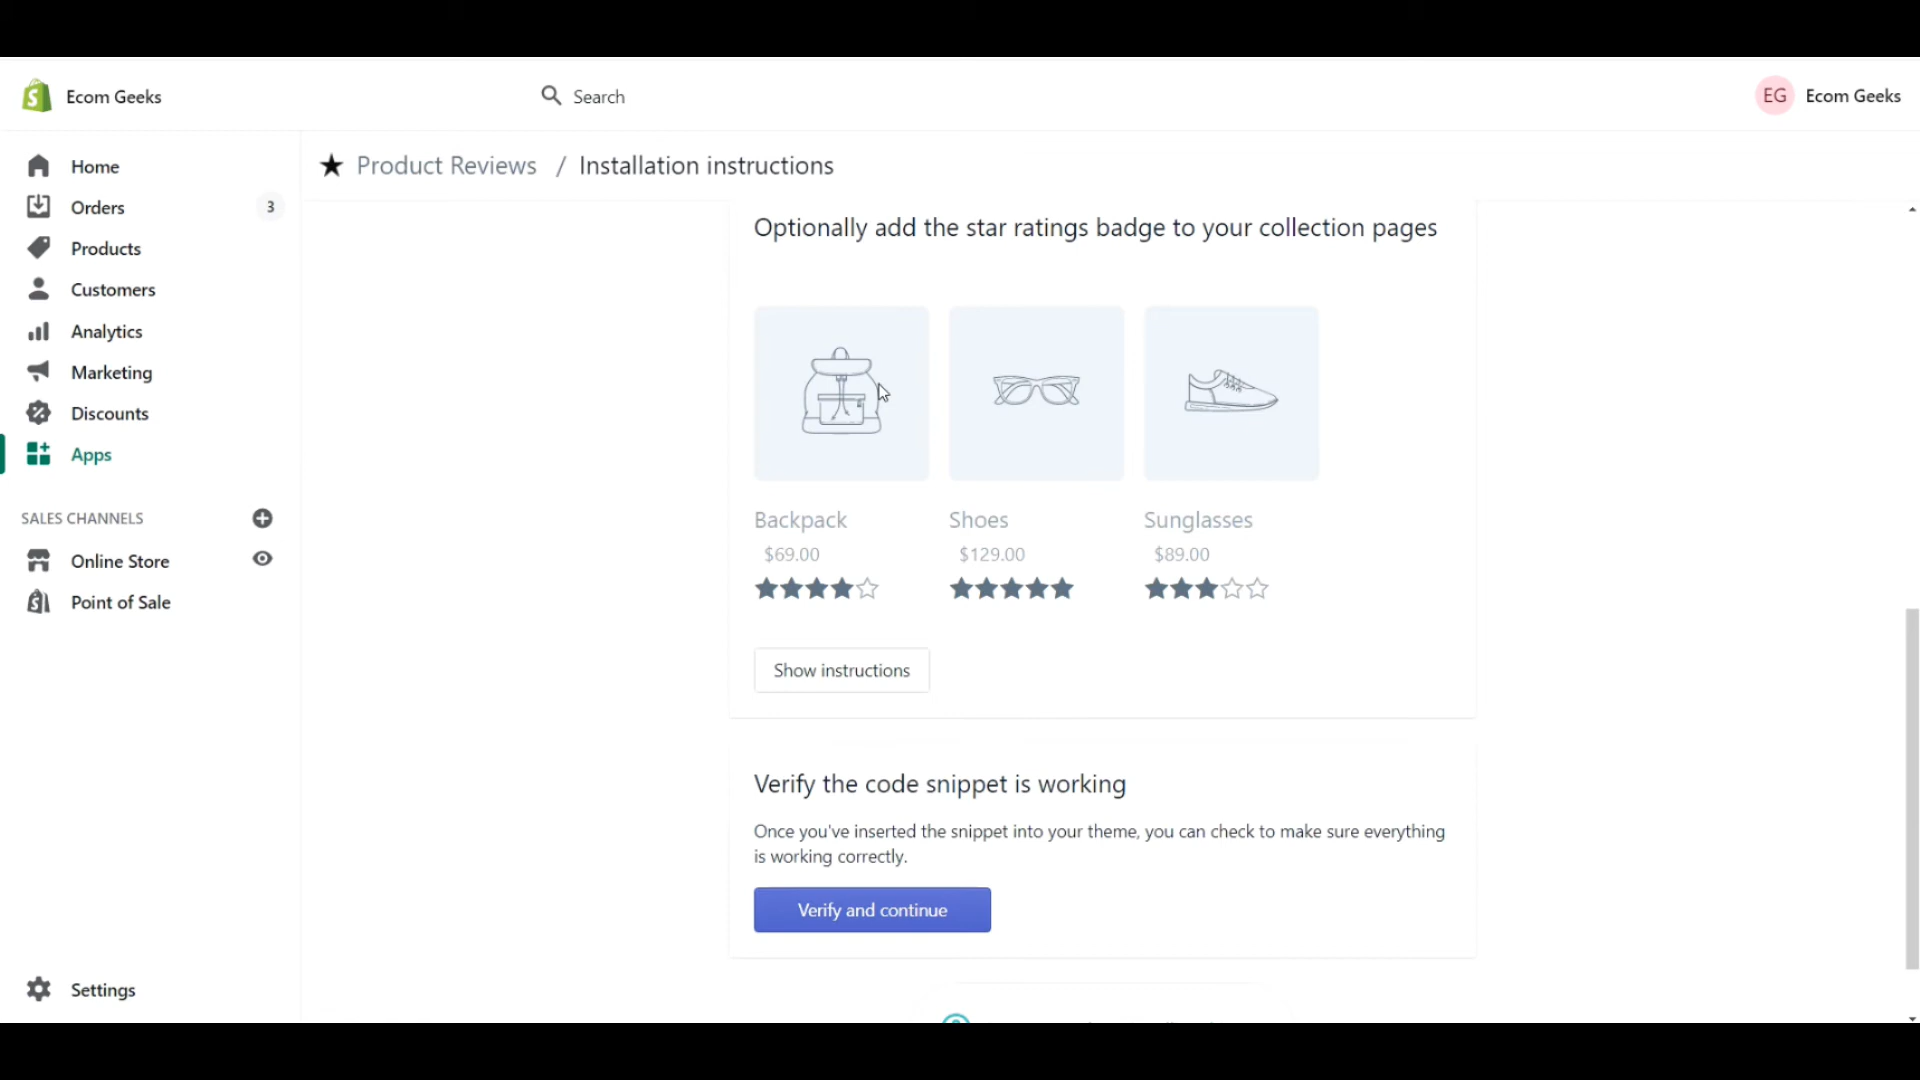 Ecom Geeks
Search
EG Ecom Geeks
Home
Orders 3
Products
Customers
Analytics
Marketing
Discounts
Apps
SALES CHANNELS
Online Store
Point of Sale
Settings
Product Reviews / Installation instructions
Optionally add the star ratings badge to your collection pages
Backpack Shoes Sunglasses
$69.00 $129.00 $89.00
Show instructions
Verify the code snippet is working
Once you've inserted the snippet into your theme, you can check to make sure everything
is working correctly.
Verify and continue